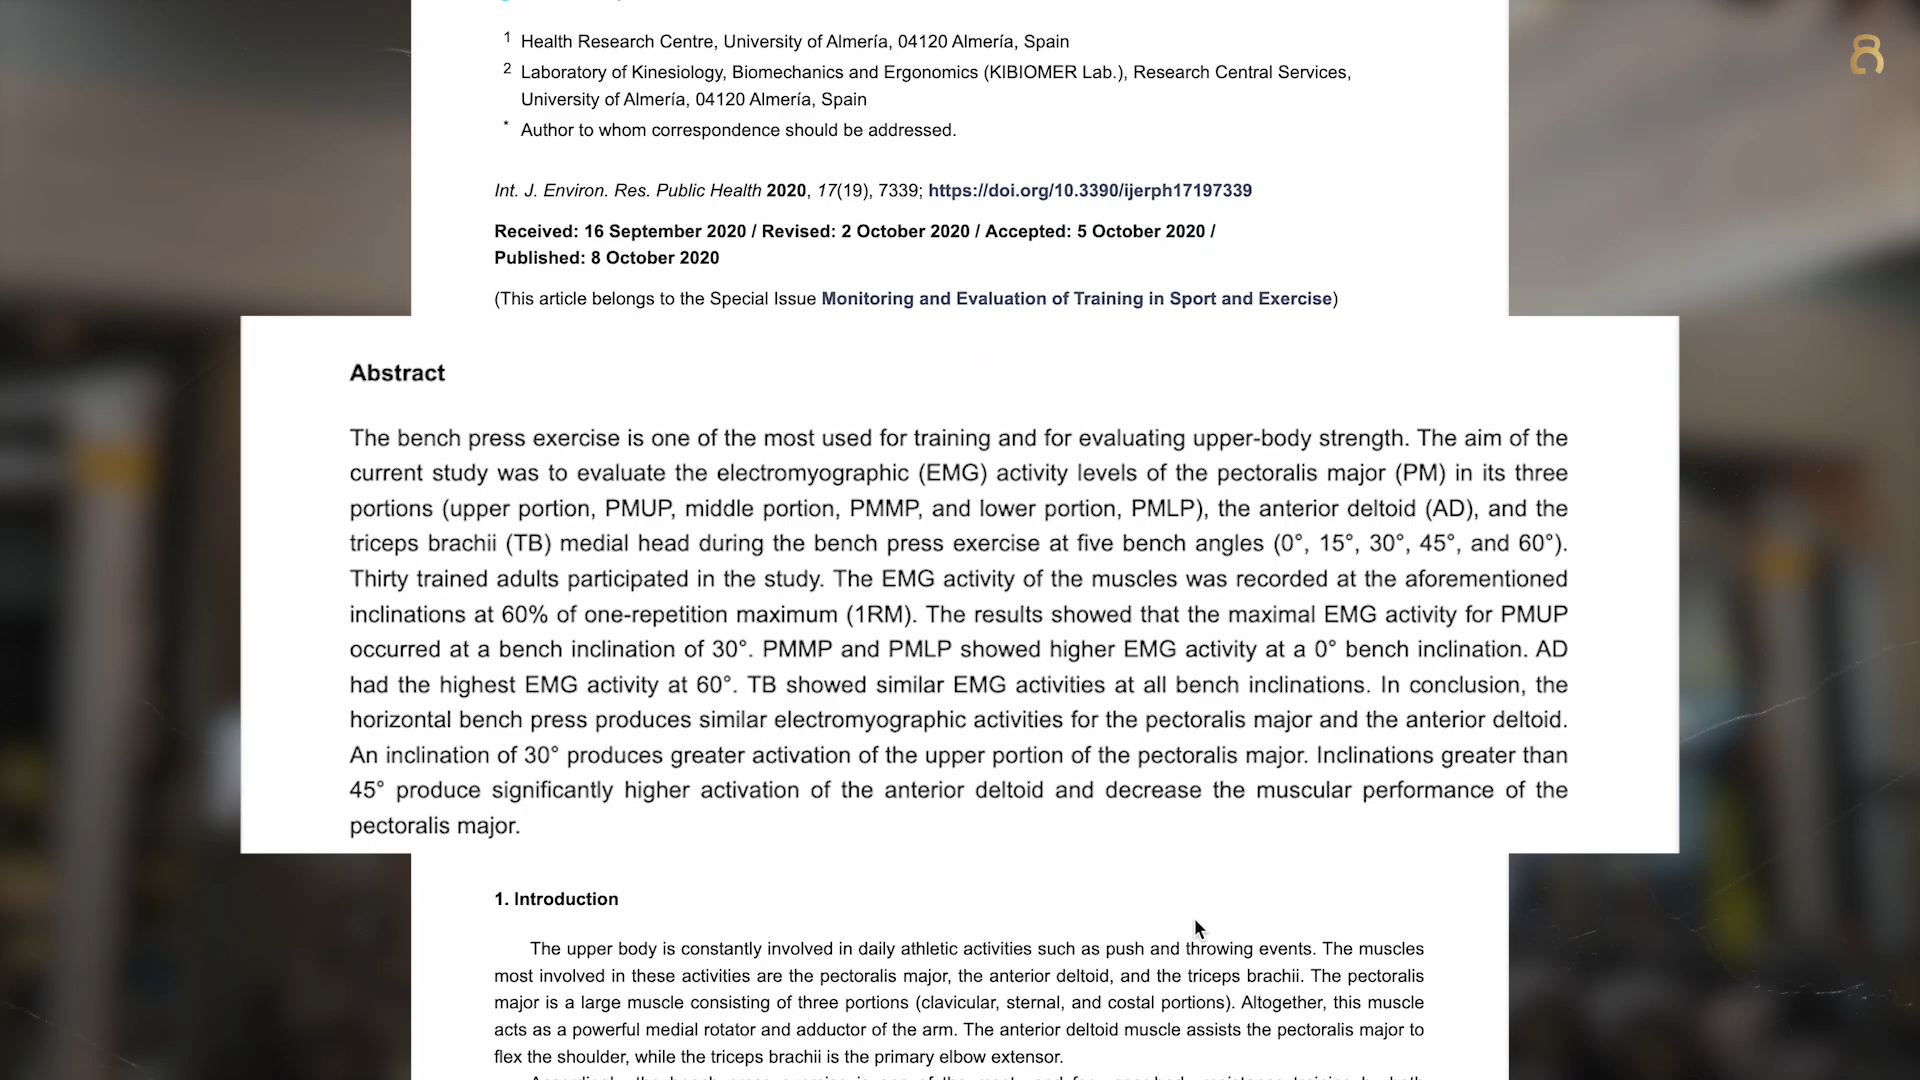 1 Health Research Centre, University of Almería, 04120 Almería, Spain
2 Laboratory of Kinesiology, Biomechanics and Ergonomics (KIBIOMER Lab.), Research Central Services,
University of Almería, 04120 Almería, Spain
* Author to whom correspondence should be addressed.
Int. J. Environ. Res. Public Health 2020, 17(19), 7339; https://doi.org/10.3390/ijerph17197339
Received: 16 September 2020 / Revised: 2 October 2020 / Accepted: 5 October 2020 /
Published: 8 October 2020
(This article belongs to the Special Issue Monitoring and Evaluation of Training in Sport and Exercise)
Abstract
The bench press exercise is one of the most used for training and for evaluating upper-body strength. The aim of the
current study was to evaluate the electromyographic (EMG) activity levels of the pectoralis major (PM) in its three
portions (upper portion, PMUP, middle portion, PMMP, and lower portion, PMLP), the anterior deltoid (AD), and the
triceps brachii (TB) medial head during the bench press exercise at five bench angles (0°, 15°, 30°, 45°, and 60°).
Thirty trained adults participated in the study. The EMG activity of the muscles was recorded at the aforementioned
inclinations at 60% of one-repetition maximum (1RM). The results showed that the maximal EMG activity for PMUP
occurred at a bench inclination of 30°. PMMP and PMLP showed higher EMG activity at a 0° bench inclination. AD
had the highest EMG activity at 60°. TB showed similar EMG activities at all bench inclinations. In conclusion, the
horizontal bench press produces similar electromyographic activities for the pectoralis major and the anterior deltoid.
An inclination of 30° produces greater activation of the upper portion of the pectoralis major. Inclinations greater than
45° produce significantly higher activation of the anterior deltoid and decrease the muscular performance of the
pectoralis major.
1. Introduction
The upper body is constantly involved in daily athletic activities such as push and throwing events. The muscles
most involved in these activities are the pectoralis major, the anterior deltoid, and the triceps brachii. The pectoralis
major is a large muscle consisting of three portions (clavicular, sternal, and costal portions). Altogether, this muscle
acts as a powerful medial rotator and adductor of the arm. The anterior deltoid muscle assists the pectoralis major to
flex the shoulder, while the triceps brachii is the primary elbow extensor.